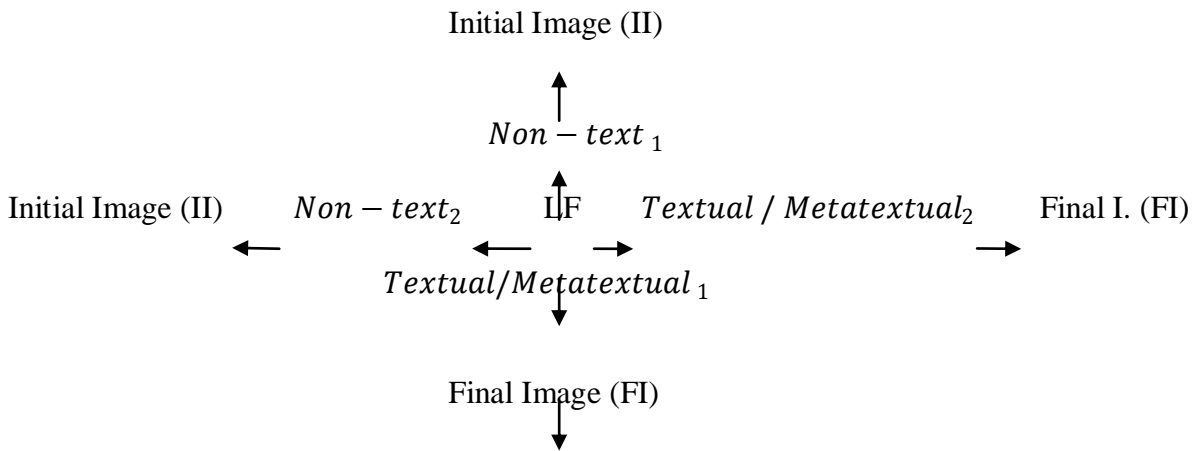 Initial Image (II)
Non − text ₁
Initial Image (II) Non − text₂ LF Textual / Metatextual₂ Final I. (FI)
Textual/Metatextual ₁
Final Image (FI)